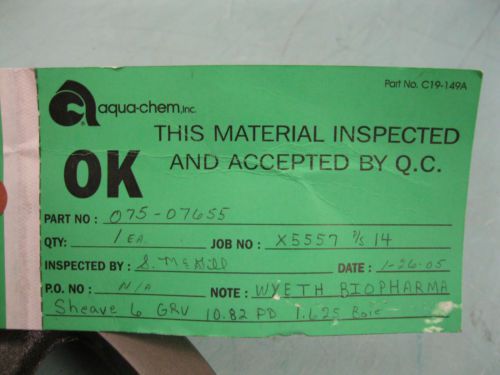 Part No. C19-149A
aqua-chem, Inc.
THIS MATERIAL INSPECTED
OK AND ACCEPTED BY Q.C.
PART NO : 075-07655
QTY: 1 EA. JOB NO : X5557 P/S 14
INSPECTED BY : S. McGill DATE : 1-26-05
P.O. NO : N/A NOTE : WYETH BIOPHARMA
Sheave 6 GRV 10.82 PD 1.625 Bore